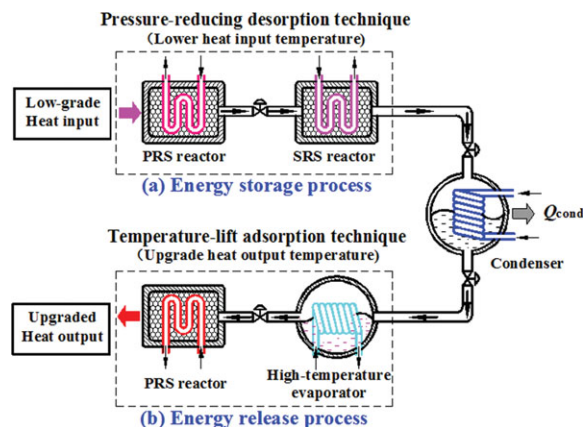 Pressure-reducing desorption technique
(Lower heat input temperature)
Low-grade
Heat input
PRS reactor
SRS reactor
(a) Energy storage process
Qcond
Condenser
Temperature-lift adsorption technique
(Upgrade heat output temperature)
Upgraded
Heat output
PRS reactor
High-temperature
evaporator
(b) Energy release process